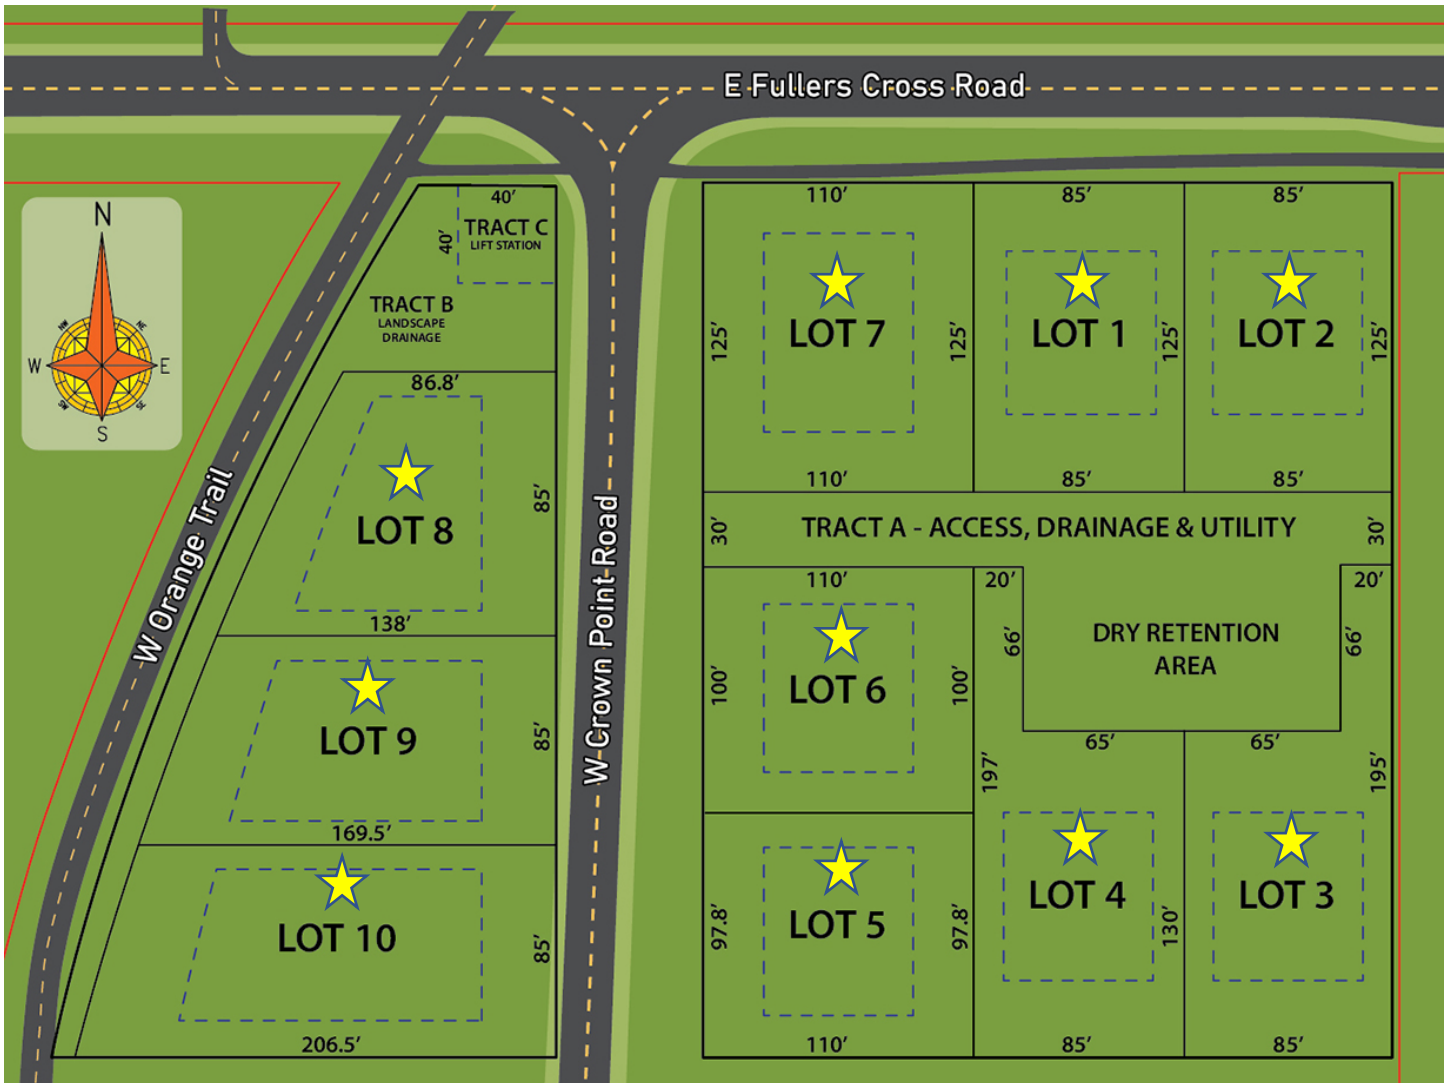 E Fullers Cross Road
N
NW
NE
W
E
SW
SE
S
40’
40’
TRACT C
LIFT STATION
TRACT B
LANDSCAPE
DRAINAGE
86.8’
LOT 8
85’
138’
LOT 9
85’
169.5’
LOT 10
85’
206.5’
W Orange Trail
W Crown Point Road
110’
125’
LOT 7
125’
110’
85’
LOT 1
125’
85’
85’
LOT 2
125’
85’
30’
TRACT A - ACCESS, DRAINAGE & UTILITY
30’
110’
100’
LOT 6
100’
20’
66’
DRY RETENTION
AREA
66’
20’
65’
65’
97.8’
LOT 5
97.8’
110’
197’
LOT 4
130’
85’
LOT 3
195’
85’